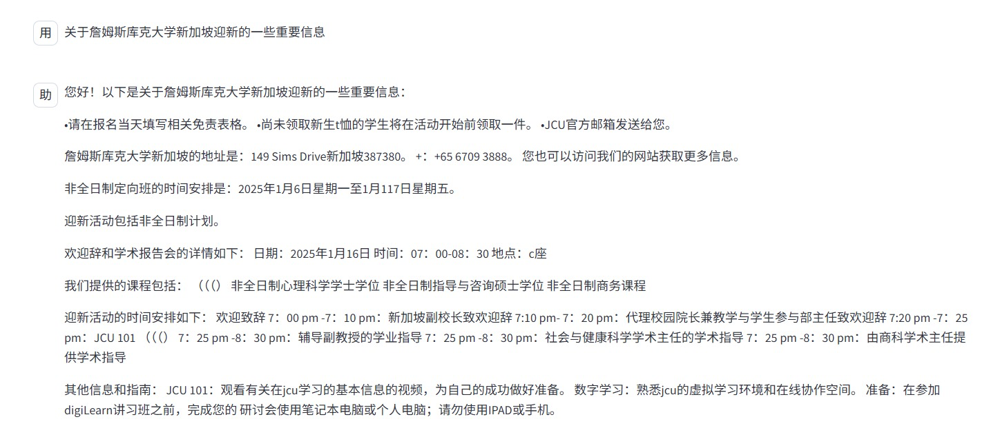 用 关于詹姆斯库克大学新加坡迎新的一些重要信息
助 您好！以下是关于詹姆斯库克大学新加坡迎新的一些重要信息：
•请在报名当天填写相关免责表格。 •尚未领取新生t恤的学生将在活动开始前领取一件。 •JCU官方邮箱发送给您。
詹姆斯库克大学新加坡的地址是：149 Sims Drive新加坡387380。 +：+65 6709 3888。 您也可以访问我们的网站获取更多信息。
非全日制定向班的时间安排是：2025年1月6日星期一至1月117日星期五。
迎新活动包括非全日制计划。
欢迎辞和学术报告会的详情如下： 日期：2025年1月16日 时间：07：00-08：30 地点：c座
我们提供的课程包括： （（（） 非全日制心理科学学士学位 非全日制指导与咨询硕士学位 非全日制商务课程
迎新活动的时间安排如下： 欢迎致辞 7：00 pm -7：10 pm：新加坡副校长致欢迎辞 7:10 pm- 7：20 pm：代理校园院长兼教学与学生参与部主任致欢迎辞 7:20 pm -7：25
pm：JCU 101 （（（） 7：25 pm -8：30 pm：辅导副教授的学业指导 7：25 pm -8：30 pm：社会与健康科学学术主任的学术指导 7：25 pm -8：30 pm：由商科学术主任提
供学术指导
其他信息和指南： JCU 101：观看有关在jcu学习的基本信息的视频，为自己的成功做好准备。 数字学习：熟悉jcu的虚拟学习环境和在线协作空间。 准备：在参加
digiLearn讲习班之前，完成您的 研讨会使用笔记本电脑或个人电脑；请勿使用IPAD或手机。